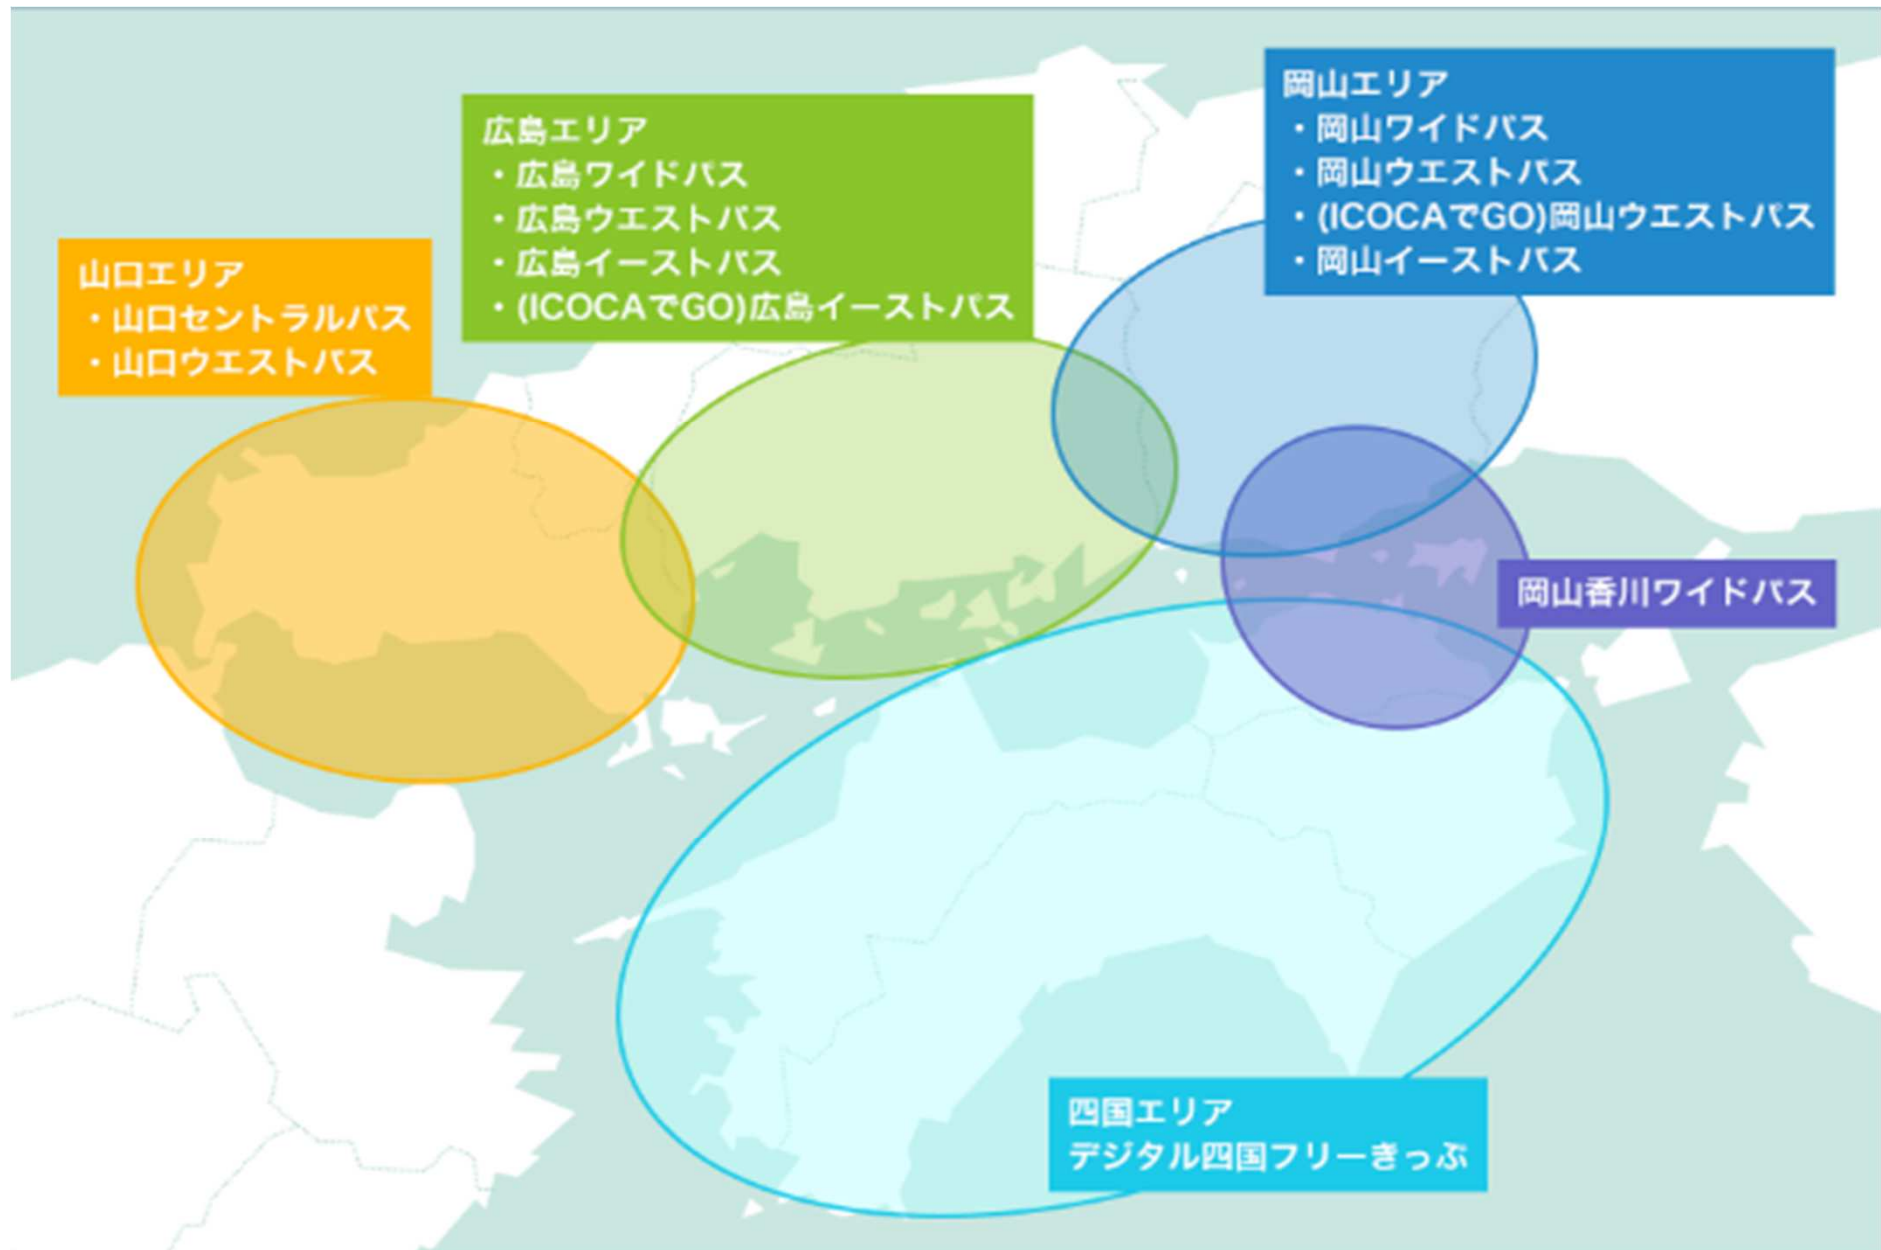 山口エリア
・山口セントラルパス
・山口ウエストパス
広島エリア
・広島ワイドパス
・広島ウエストパス
・広島イーストパス
・(ICOCAでGO)広島イーストパス
岡山エリア
・岡山ワイドパス
・岡山ウエストパス
・(ICOCAでGO)岡山ウエストパス
・岡山イーストパス
岡山香川ワイドパス
四国エリア
デジタル四国フリーきっぷ